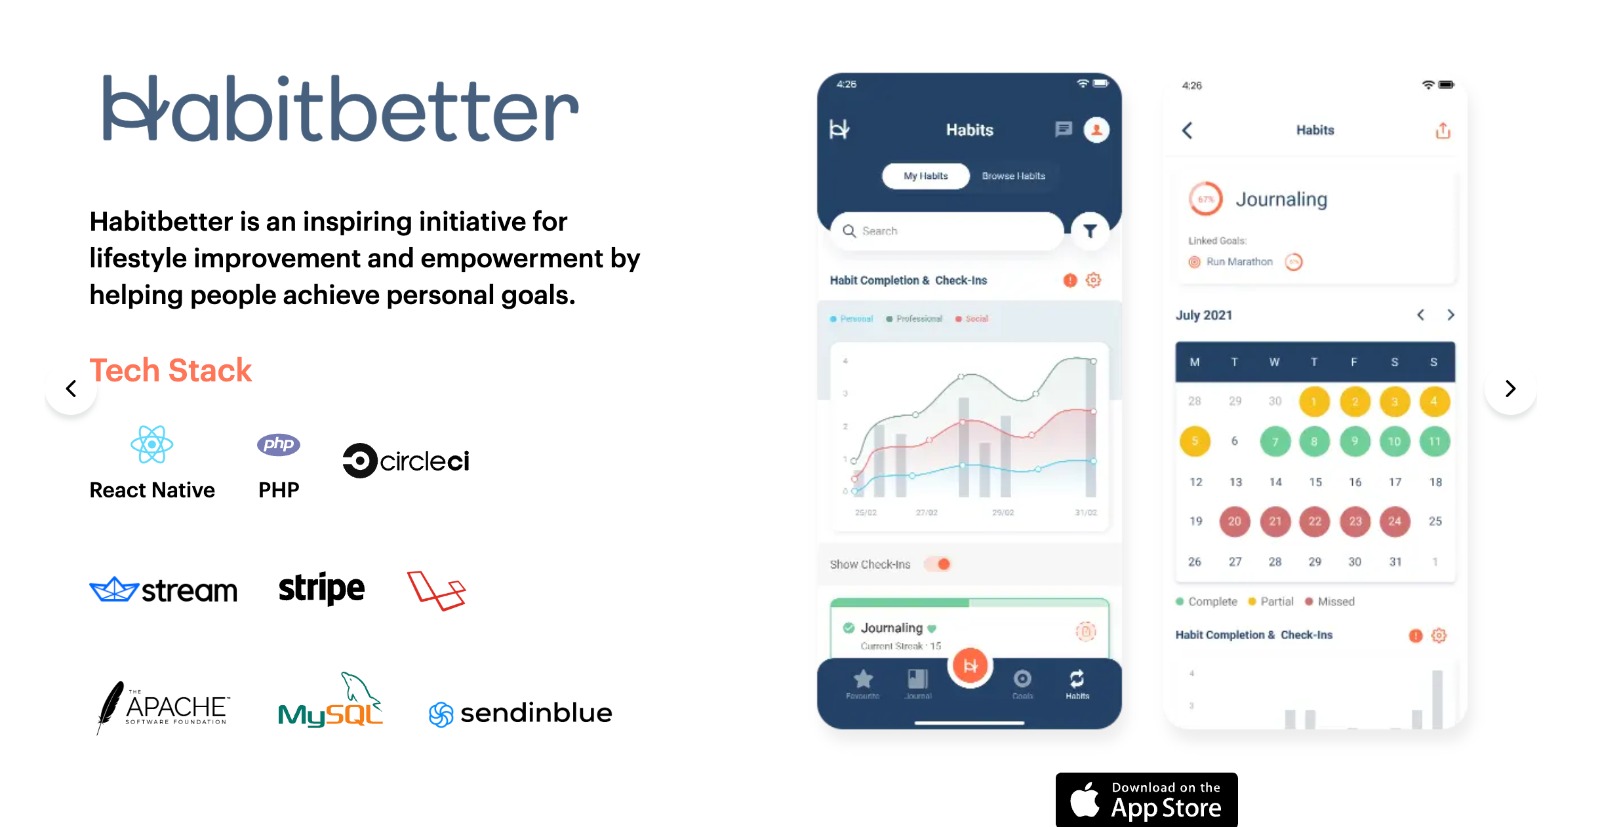 Habitbetter
Habitbetter is an inspiring initiative for
lifestyle improvement and empowerment by
helping people achieve personal goals.
Tech Stack
php
circleci
React Native
PHP
stream
stripe
THE
APACHE™
SOFTWARE FOUNDATION
MySQL
sendinblue
4:26
Habits
My Habits
Browse Habits
Search
Habit Completion & Check-Ins
Personal
Professional
Social
4
3
2
1
0
25/02
27/02
29/02
31/02
Show Check-Ins
Journaling
Current Streak : 15
Favourite
Journal
Goals
Habits
4:26
Habits
67%
Journaling
Linked Goals:
Run Marathon
July 2021
M T W T F S S
28 29 30 1 2 3 4
5 6 7 8 9 10 11
12 13 14 15 16 17 18
19 20 21 22 23 24 25
26 27 28 29 30 31 1
Complete
Partial
Missed
Habit Completion & Check-Ins
4
3
Download on the
App Store